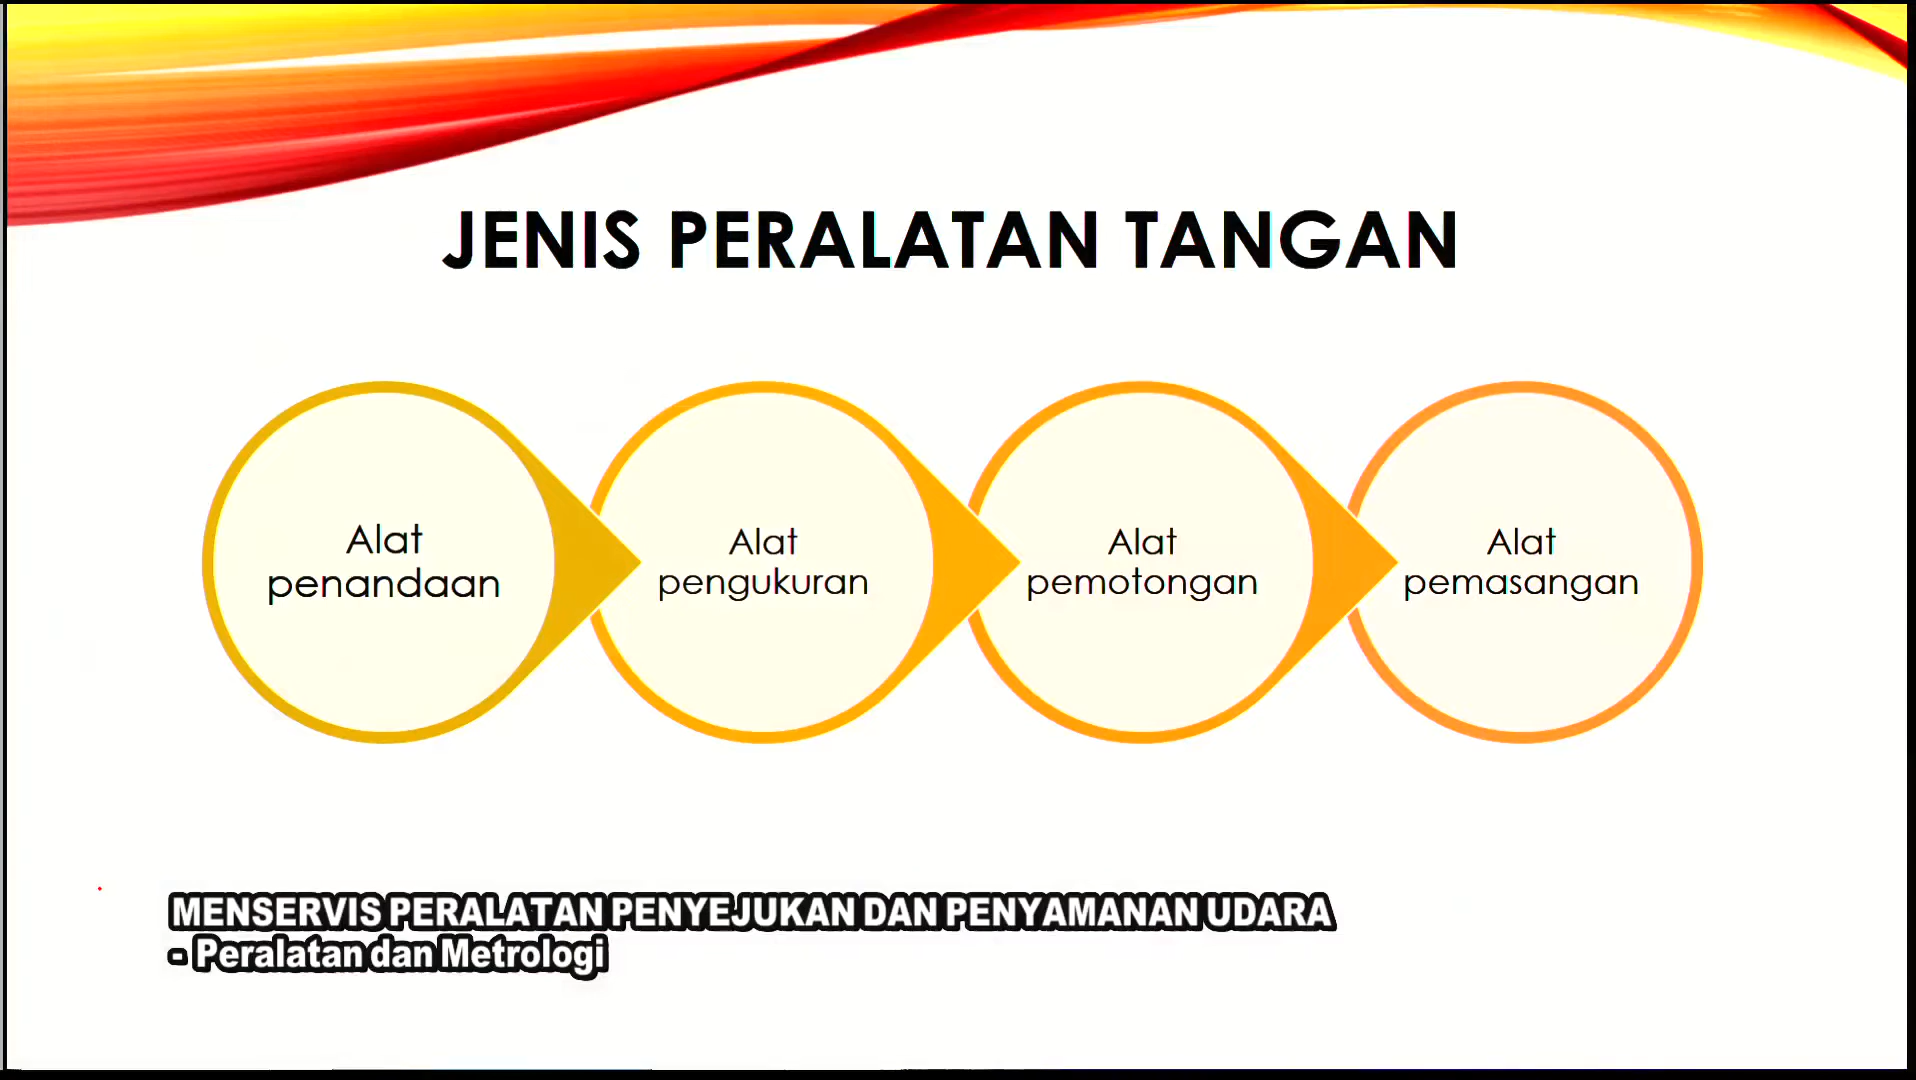 JENIS PERALATAN TANGAN
Alat
penandaan
Alat
pengukuran
Alat
pemotongan
Alat
pemasangan
MENSERVIS PERALATAN PENYEJUKAN DAN PENYAMANAN UDARA
- Peralatan dan Metrologi